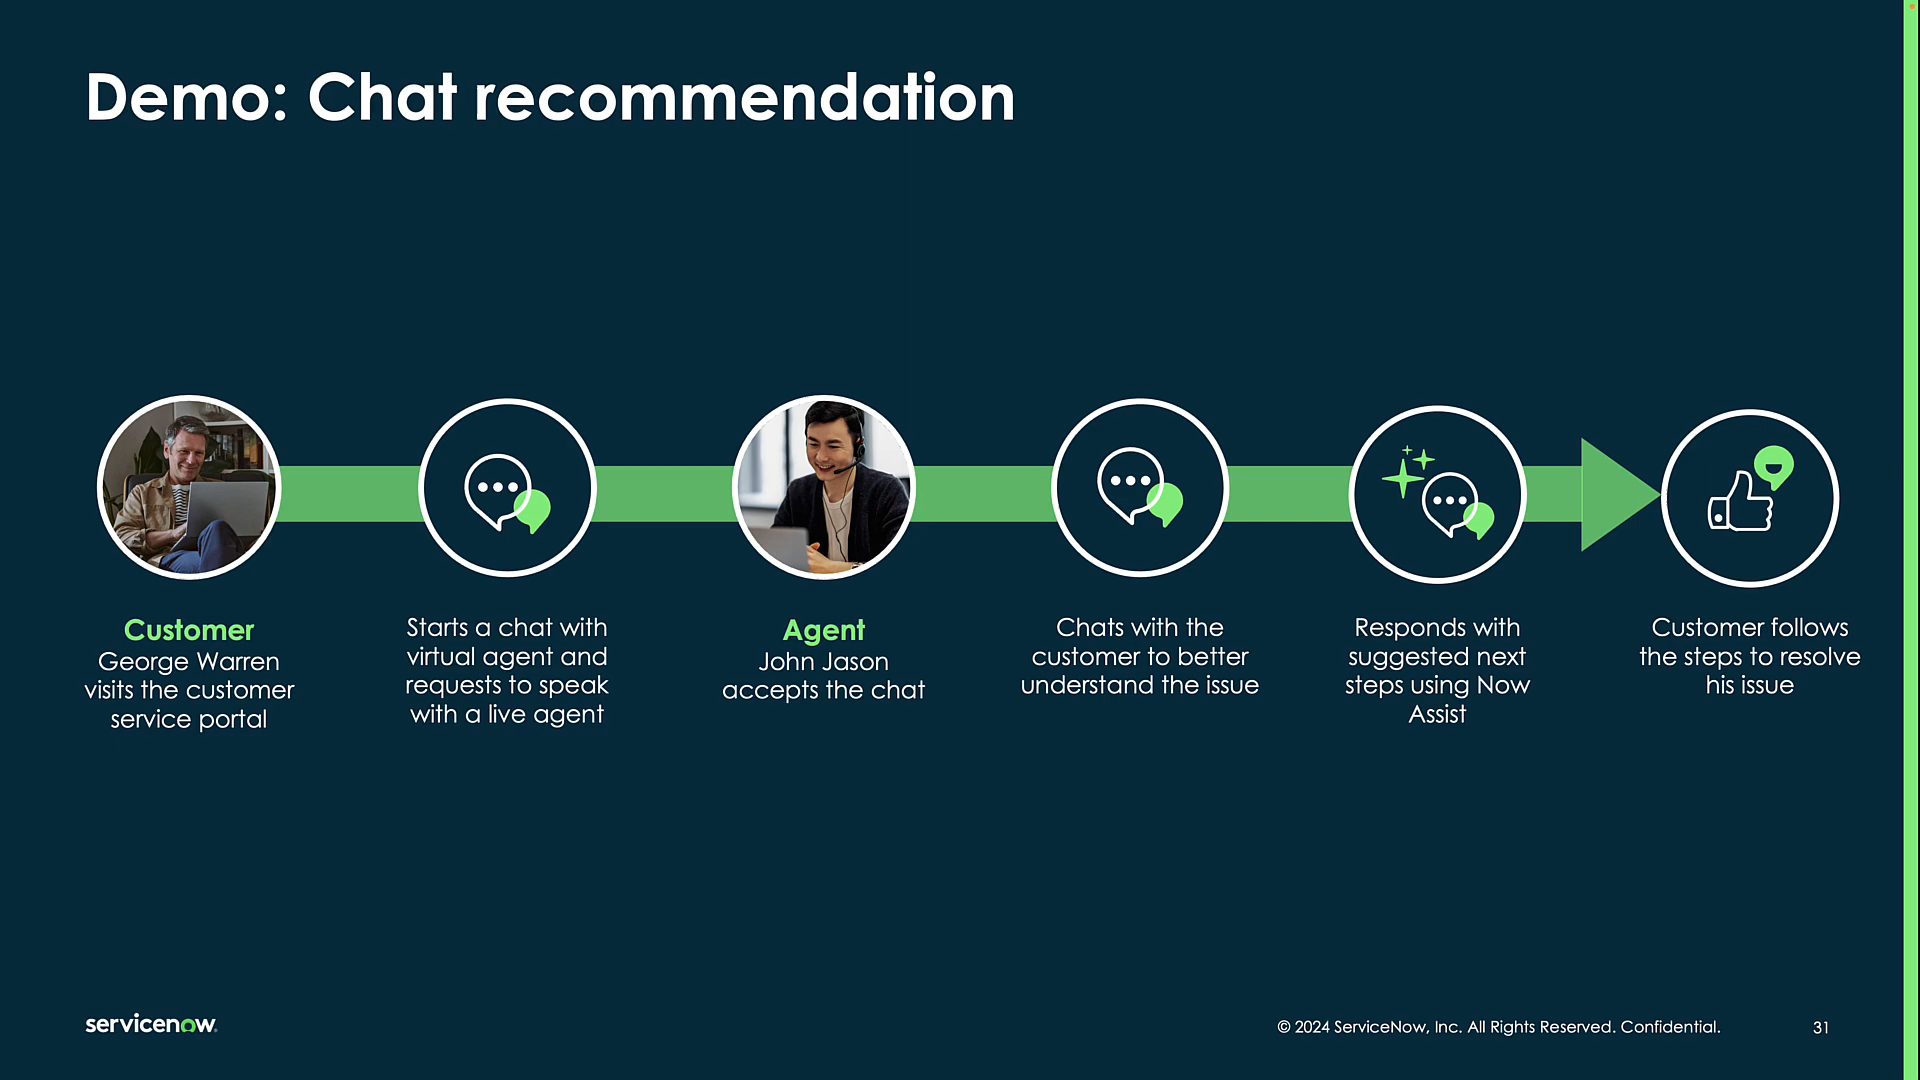 Demo: Chat recommendation
Customer
George Warren
visits the customer
service portal
Starts a chat with
virtual agent and
requests to speak
with a live agent
Agent
John Jason
accepts the chat
Chats with the
customer to better
understand the issue
Responds with
suggested next
steps using Now
Assist
Customer follows
the steps to resolve
his issue
servicenow
© 2024 ServiceNow, Inc. All Rights Reserved. Confidential.
31